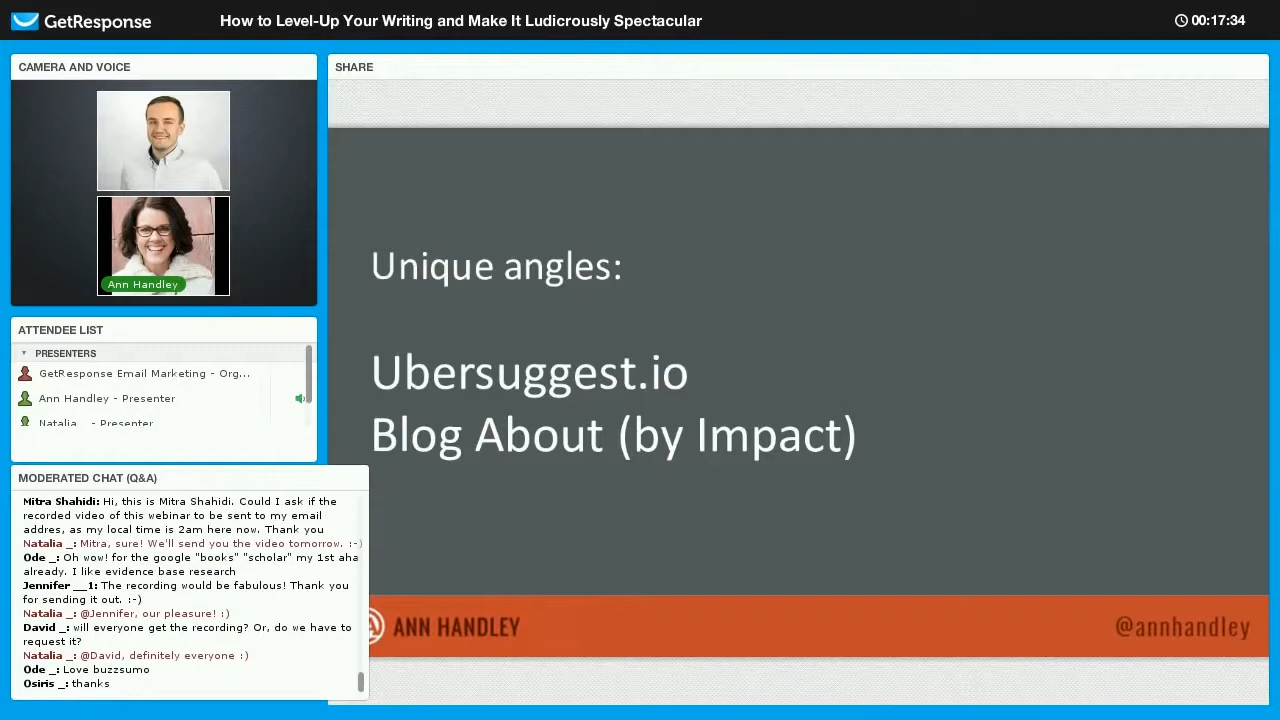 GetResponse
How to Level-Up Your Writing and Make It Ludicrously Spectacular
00:17:34
CAMERA AND VOICE
Ann Handley
ATTENDEE LIST
PRESENTERS
GetResponse Email Marketing - Org...
Ann Handley - Presenter
Natalia _ - Presenter
MODERATED CHAT (Q&A)
Mitra Shahidi: Hi, this is Mitra Shahidi. Could I ask if the
recorded video of this webinar to be sent to my email
addres, as my local time is 2am here now. Thank you
Natalia _: Mitra, sure! We'll send you the video tomorrow. :-)
Ode _: Oh wow! for the google "books" "scholar" my 1st aha
already. I like evidence base research
Jennifer __1: The recording would be fabulous! Thank you
for sending it out. :-)
Natalia _: @Jennifer, our pleasure! :)
David _: will everyone get the recording? Or, do we have to
request it?
Natalia _: @David, definitely everyone :)
Ode _: Love buzzsumo
Osiris _: thanks
SHARE
Unique angles:
Ubersuggest.io
Blog About (by Impact)
ANN HANDLEY
@annhandley